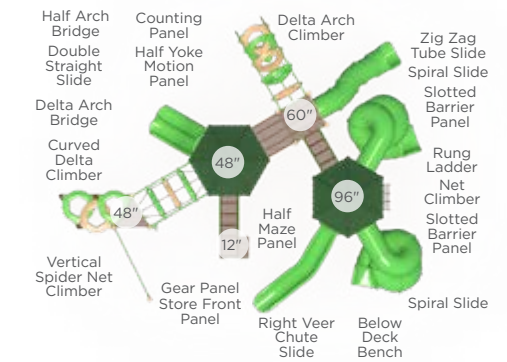 Half Arch
Bridge
Double
Straight
Slide
Delta Arch
Bridge
Curved
Delta
Climber
Vertical
Spider Net
Climber
Counting
Panel
Half Yoke
Motion
Panel
Delta Arch
Climber
Zig Zag
Tube Slide
Spiral Slide
Slotted
Barrier
Panel
Rung
Ladder
Net
Climber
Slotted
Barrier
Panel
Spiral Slide
60"
48"
96"
48"
12"
Half
Maze
Panel
Gear Panel
Store Front
Panel
Right Veer
Chute
Slide
Below
Deck
Bench